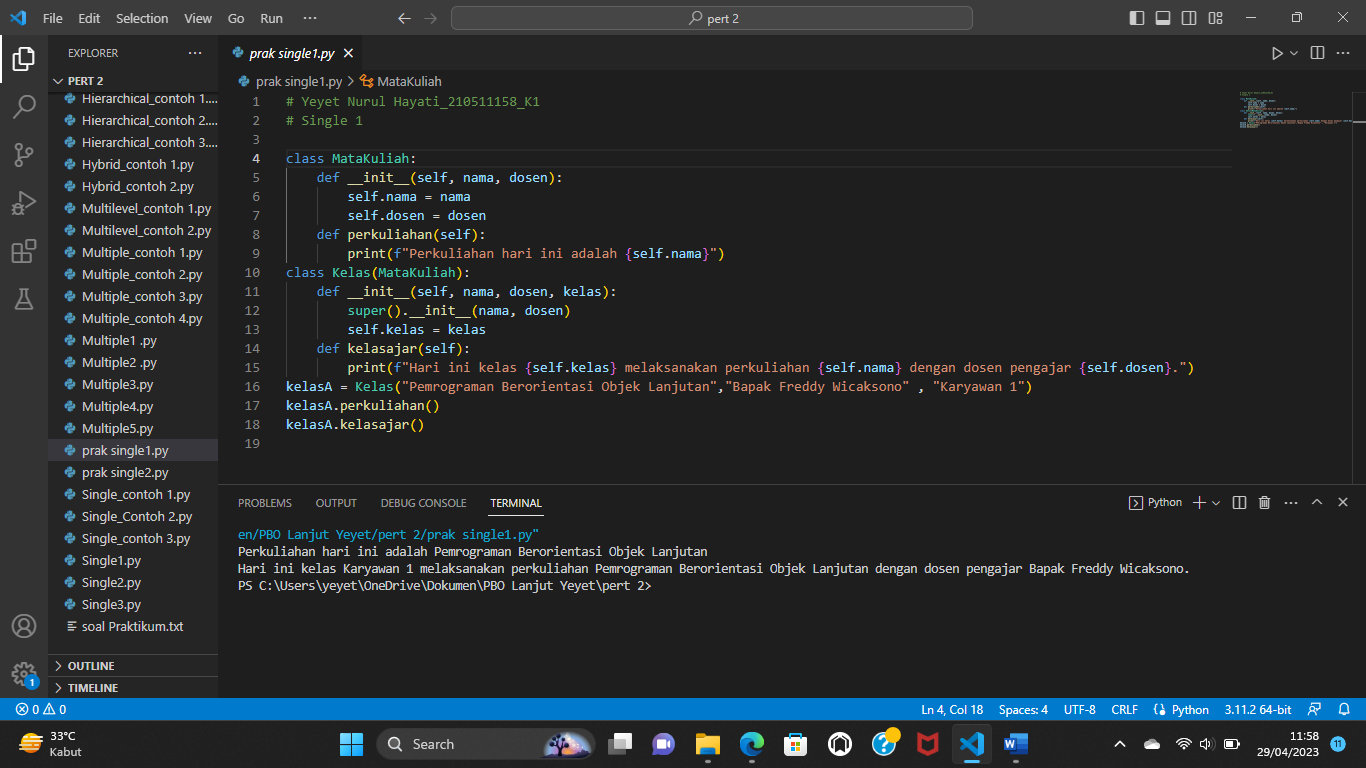 File Edit Selection View Go Run ··· pert 2
EXPLORER ···
PERT 2
Hierarchical_contoh 1....
Hierarchical_contoh 2....
Hierarchical_contoh 3....
Hybrid_contoh 1.py
Hybrid_contoh 2.py
Multilevel_contoh 1.py
Multilevel_contoh 2.py
Multiple_contoh 1.py
Multiple_contoh 2.py
Multiple_contoh 3.py
Multiple_contoh 4.py
Multiple1 .py
Multiple2 .py
Multiple3.py
Multiple4.py
Multiple5.py
prak single1.py
prak single2.py
Single_contoh 1.py
Single_Contoh 2.py
Single_contoh 3.py
Single1.py
Single2.py
Single3.py
soal Praktikum.txt
OUTLINE
TIMELINE
prak single1.py
prak single1.py > MataKuliah
1 # Yeyet Nurul Hayati_210511158_K1
2 # Single 1
3
4 class MataKuliah:
5     def __init__(self, nama, dosen):
6         self.nama = nama
7         self.dosen = dosen
8     def perkuliahan(self):
9         print(f"Perkuliahan hari ini adalah {self.nama}")
10 class Kelas(MataKuliah):
11     def __init__(self, nama, dosen, kelas):
12         super().__init__(nama, dosen)
13         self.kelas = kelas
14     def kelasajar(self):
15         print(f"Hari ini kelas {self.kelas} melaksanakan perkuliahan {self.nama} dengan dosen pengajar {self.dosen}.")
16 kelasA = Kelas("Pemrograman Berorientasi Objek Lanjutan","Bapak Freddy Wicaksono" , "Karyawan 1")
17 kelasA.perkuliahan()
18 kelasA.kelasajar()
19
PROBLEMS OUTPUT DEBUG CONSOLE TERMINAL Python
en/PBO Lanjut Yeyet/pert 2/prak single1.py"
Perkuliahan hari ini adalah Pemrograman Berorientasi Objek Lanjutan
Hari ini kelas Karyawan 1 melaksanakan perkuliahan Pemrograman Berorientasi Objek Lanjutan dengan dosen pengajar Bapak Freddy Wicaksono.
PS C:\Users\yeyet\OneDrive\Dokumen\PBO Lanjut Yeyet\pert 2>
1
0 0 Ln 4, Col 18 Spaces: 4 UTF-8 CRLF Python 3.11.2 64-bit
33°C
Kabut
Search
11:58
29/04/2023
11